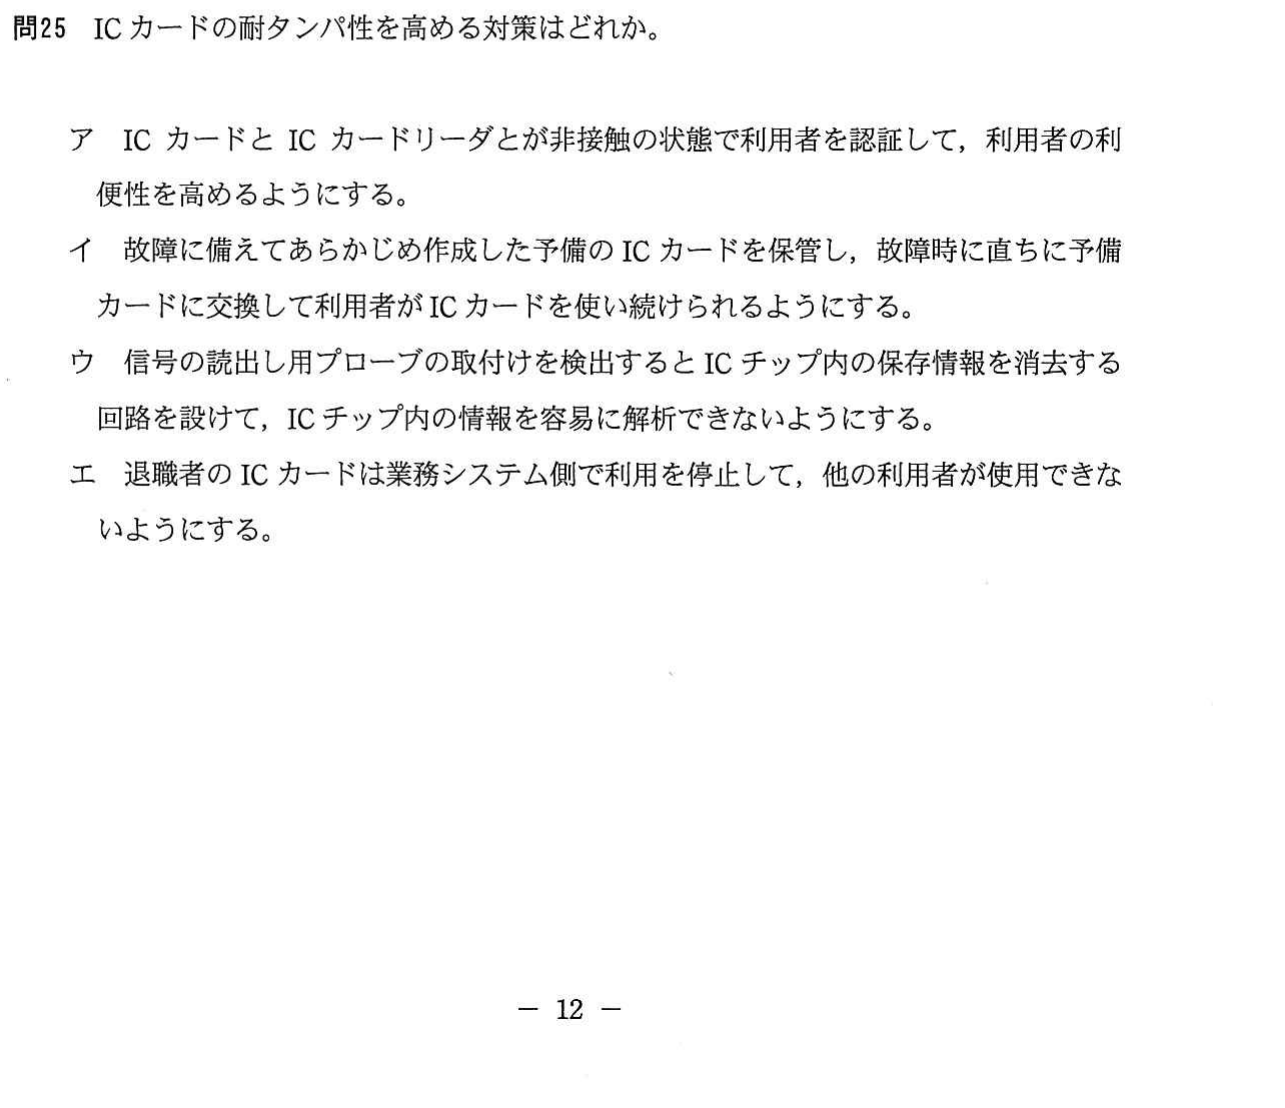 問25 ICカードの耐タンパ性を高める対策はどれか。
ア IC カードと IC カードリーダとが非接触の状態で利用者を認証して，利用者の利
便性を高めるようにする。
イ 故障に備えてあらかじめ作成した予備の IC カードを保管し，故障時に直ちに予備
カードに交換して利用者が IC カードを使い続けられるようにする。
ウ 信号の読出し用プローブの取付けを検出すると IC チップ内の保存情報を消去する
回路を設けて，IC チップ内の情報を容易に解析できないようにする。
エ 退職者の IC カードは業務システム側で利用を停止して，他の利用者が使用できな
いようにする。
－ 12 －